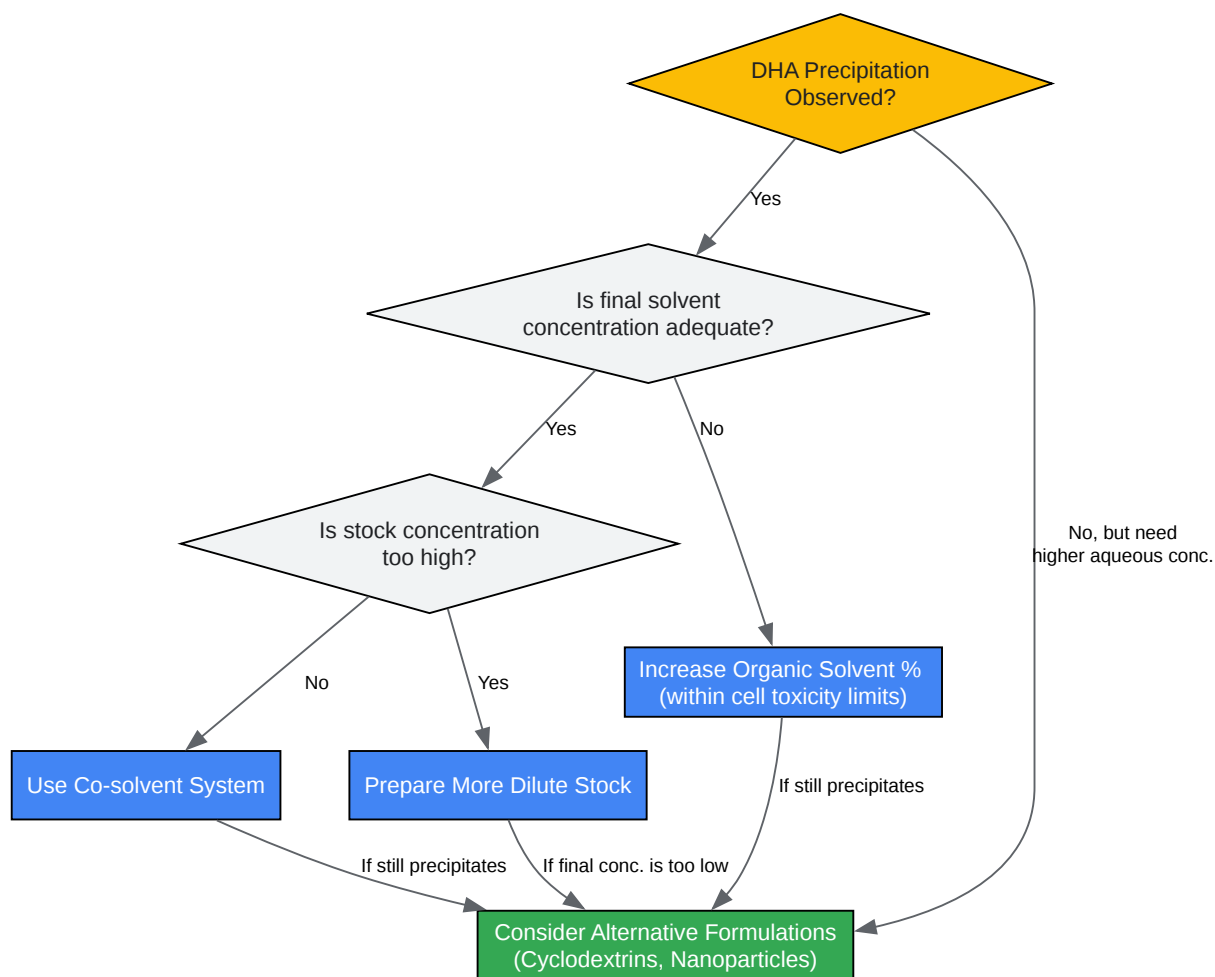 DHA Precipitation
Observed?
Yes
Is final solvent
concentration adequate?
Yes
No
Is stock concentration
too high?
No, but need
higher aqueous conc.
No
Yes
Increase Organic Solvent %
(within cell toxicity limits)
Use Co-solvent System
Prepare More Dilute Stock
If still precipitates
If still precipitates
If final conc. is too low
Consider Alternative Formulations
(Cyclodextrins, Nanoparticles)